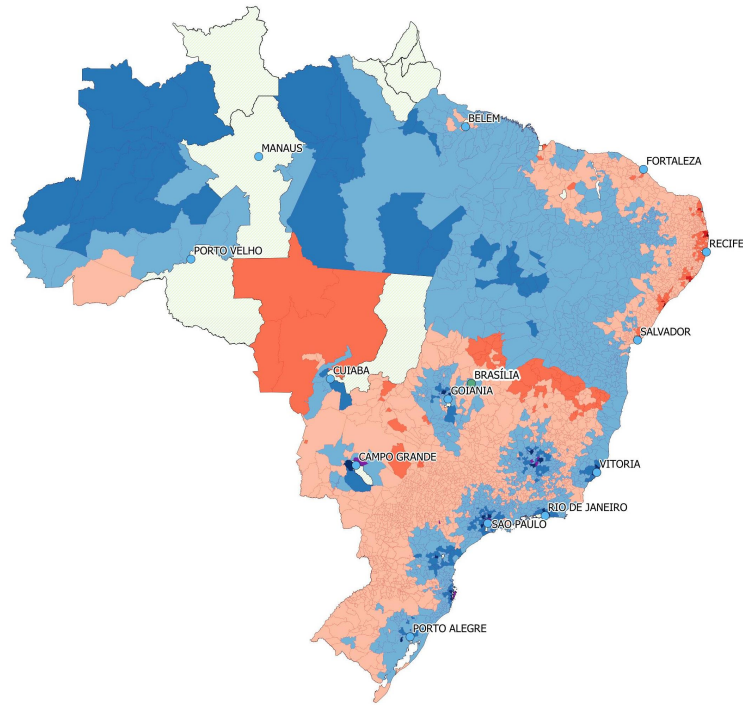 BELÉM
MANAUS
FORTALEZA
PORTO VELHO
RECIFE
SALVADOR
CUIABA
BRASÍLIA
GOIANIA
CAMPO GRANDE
VITORIA
RIO DE JANEIRO
SAO PAULO
PORTO ALEGRE